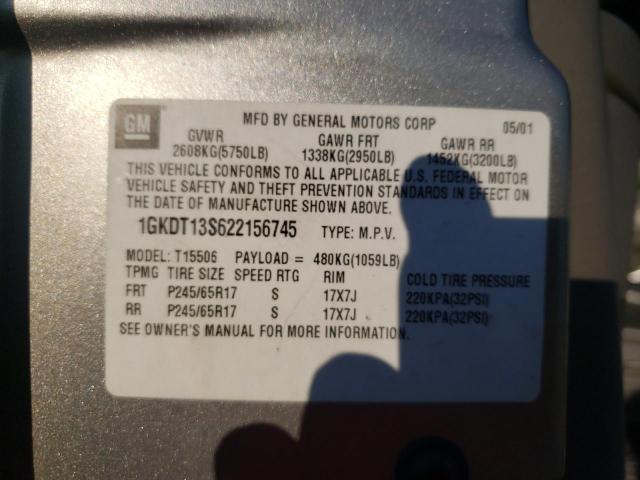 GM
MFD BY GENERAL MOTORS CORP 05/01
GVWR GAWR FRT GAWR RR
2608KG(5750LB) 1338KG(2950LB) 1452KG(3200LB)
THIS VEHICLE CONFORMS TO ALL APPLICABLE U.S. FEDERAL MOTOR
VEHICLE SAFETY AND THEFT PREVENTION STANDARDS IN EFFECT ON
THE DATE OF MANUFACTURE SHOWN ABOVE.
1GKDT13S622156745 TYPE: M.P.V.
MODEL: T15506 PAYLOAD = 480KG(1059LB)
TPMG TIRE SIZE SPEED RTG RIM COLD TIRE PRESSURE
FRT P245/65R17 S 17X7J 220KPA(32PSI)
RR P245/65R17 S 17X7J 220KPA(32PSI)
SEE OWNER'S MANUAL FOR MORE INFORMATION.